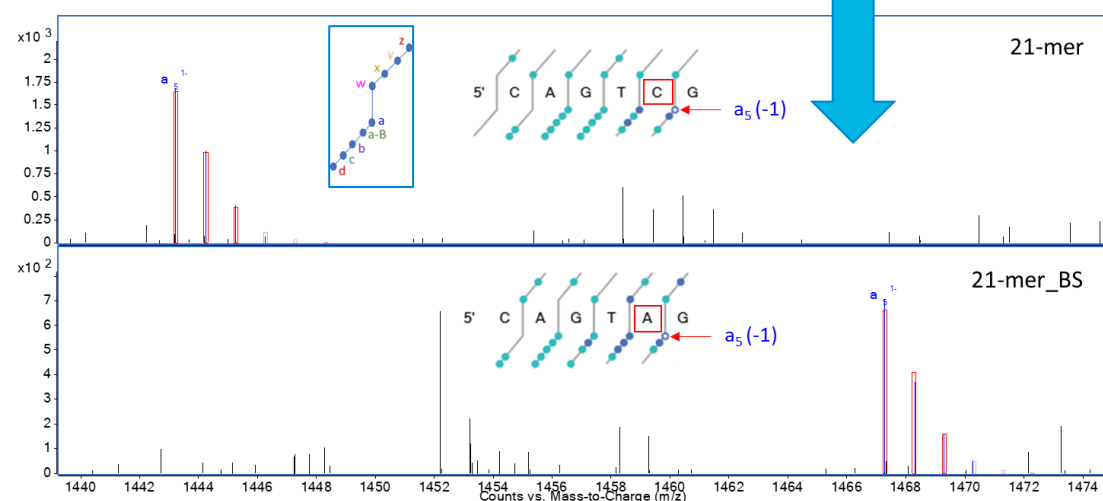 x10 3
2
1.75
1.5
1.25
1
0.75
0.5
0.25
0
a 5 1-
z
y
x
w
a
a-B
b
c
d
5' C A G T C G
a5 (-1)
21-mer
x10 2
7
6
5
4
3
2
1
0
5' C A G T A G
a5 (-1)
21-mer_BS
a 5 1-
1440 1442 1444 1446 1448 1450 1452 1454 1456 1458 1460 1462 1464 1466 1468 1470 1472 1474
Counts vs. Mass-to-Charge (m/z)